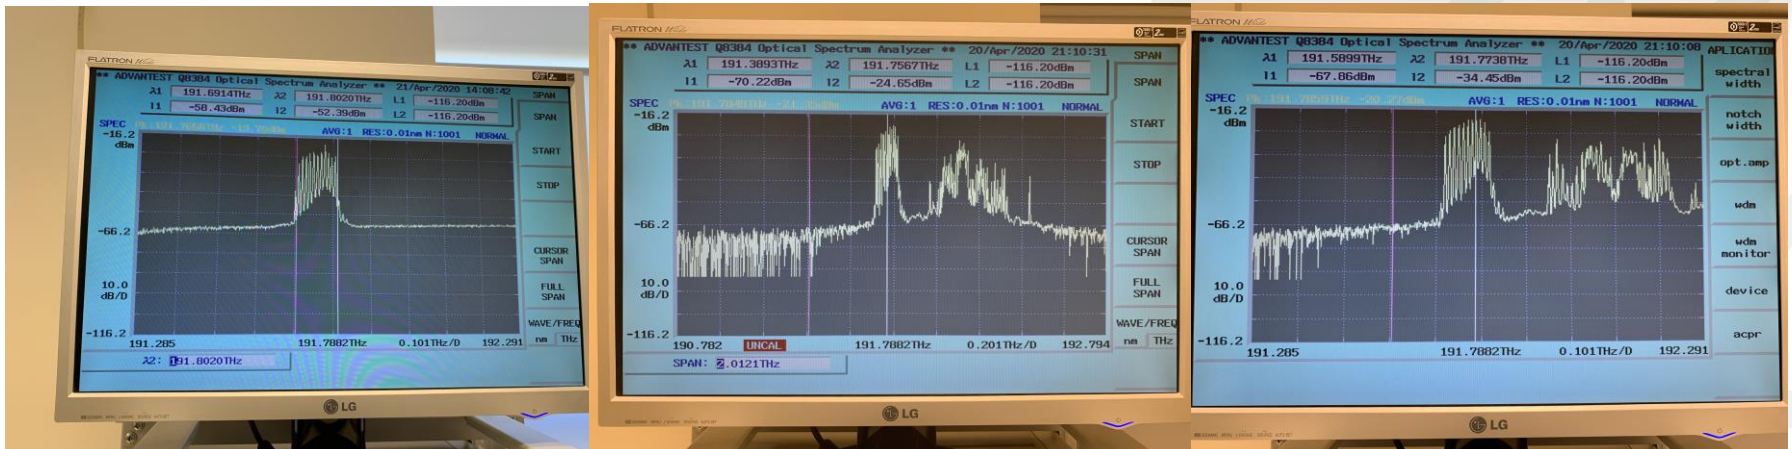 FLATRON
** ADVANTEST Q8384 Optical Spectrum Analyzer ** 21/Apr/2020 14:08:42
λ1 191.6914THz λ2 191.8020THz L1 -116.20dBm
l1 -58.43dBm l2 -52.39dBm L2 -116.20dBm
SPEC AVG:1 RES:0.01nm N:1001 NORMAL
-16.2
dBm
-66.2
10.0
dB/D
-116.2
191.285 191.7882THz 0.101THz/D 192.291
λ2: 191.8020THz
SPAN
SPAN
START
STOP
CURSOR
SPAN
FULL
SPAN
WAVE/FREQ
nm THz
LG
FLATRON
** ADVANTEST Q8384 Optical Spectrum Analyzer ** 20/Apr/2020 21:10:31
λ1 191.3893THz λ2 191.7567THz L1 -116.20dBm
l1 -70.22dBm l2 -24.65dBm L2 -116.20dBm
SPEC AVG:1 RES:0.01nm N:1001 NORMAL
-16.2
dBm
-66.2
10.0
dB/D
-116.2
190.782 UNCAL 191.7882THz 0.201THz/D 192.794
SPAN: 2.0121THz
SPAN
SPAN
START
STOP
CURSOR
SPAN
FULL
SPAN
WAVE/FREQ
nm THz
LG
FLATRON
** ADVANTEST Q8384 Optical Spectrum Analyzer ** 20/Apr/2020 21:10:08
λ1 191.5899THz λ2 191.7738THz L1 -116.20dBm
l1 -67.86dBm l2 -34.45dBm L2 -116.20dBm
SPEC AVG:1 RES:0.01nm N:1001 NORMAL
-16.2
dBm
-66.2
10.0
dB/D
-116.2
191.285 191.7882THz 0.101THz/D 192.291
APLICATION
spectral
width
notch
width
opt.amp
wdm
wdm
monitor
device
acpr
LG